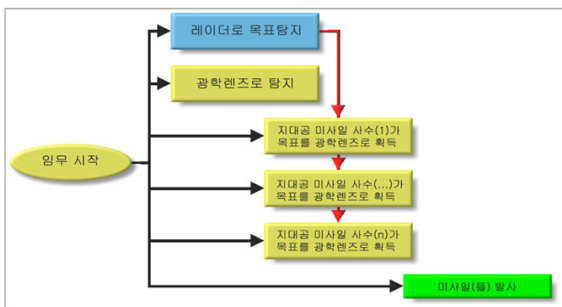 레이더로 목표탐지
광학렌즈로 탐지
지대공 미사일 사수(1)가
목표를 광학렌즈로 획득
임무 시작
지대공 미사일 사수(...)가
목표를 광학렌즈로 획득
지대공 미사일 사수(n)가
목표를 광학렌즈로 획득
미사일(들) 발사